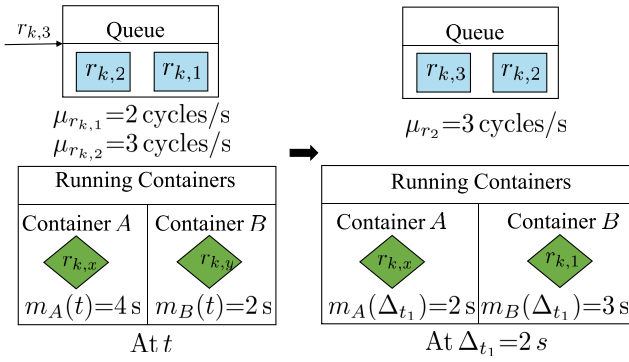 r_{k,3}
Queue
r_{k,2} r_{k,1}
μ_{r_{k,1}}=2 cycles/s
μ_{r_{k,2}}=3 cycles/s
Running Containers
Container A Container B
r_{k,x} r_{k,y}
m_A(t)=4 s m_B(t)=2 s
At t
Queue
r_{k,3} r_{k,2}
μ_{r_2}=3 cycles/s
Running Containers
Container A Container B
r_{k,x} r_{k,1}
m_A(Δ_{t_1})=2 s m_B(Δ_{t_1})=3 s
At Δ_{t_1}=2 s